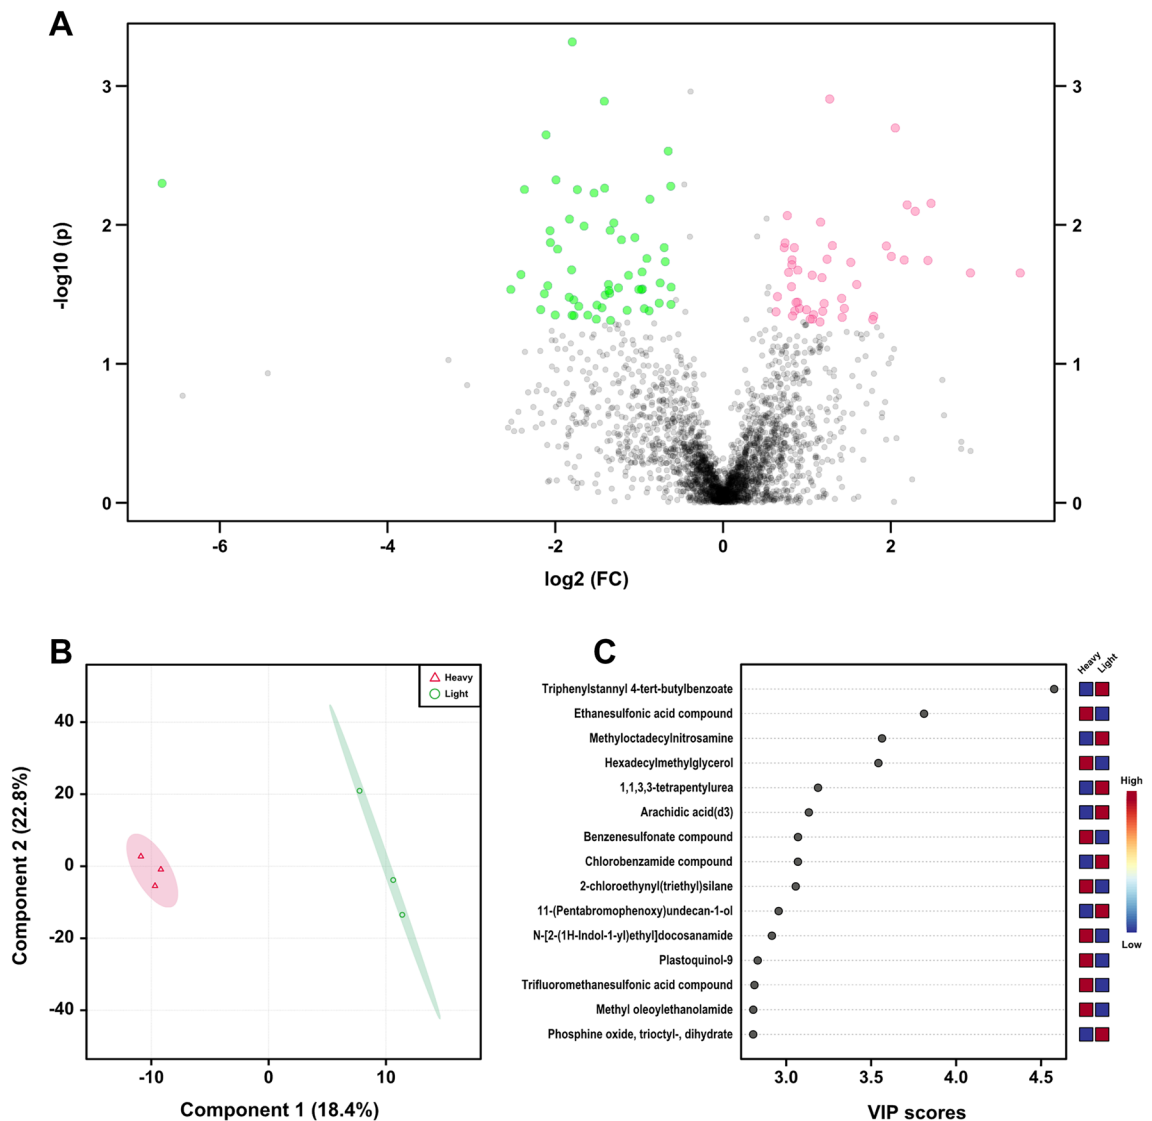 A
3
2
1
0
-log10 (p)
3
2
1
0
-6
-4
-2
0
2
log2 (FC)
B
Heavy
Light
40
20
0
-20
-40
Component 2 (22.8%)
-10
0
10
Component 1 (18.4%)
C
Heavy
Light
Triphenylstannyl 4-tert-butylbenzoate
Ethanesulfonic acid compound
Methyloctadecylnitrosamine
Hexadecylmethylglycerol
1,1,3,3-tetrapentylurea
Arachidic acid(d3)
Benzenesulfonate compound
Chlorobenzamide compound
2-chloroethynyl(triethyl)silane
11-(Pentabromophenoxy)undecan-1-ol
N-[2-(1H-Indol-1-yl)ethyl]docosanamide
Plastoquinol-9
Trifluoromethanesulfonic acid compound
Methyl oleoylethanolamide
Phosphine oxide, trioctyl-, dihydrate
High
Low
3.0
3.5
4.0
4.5
VIP scores